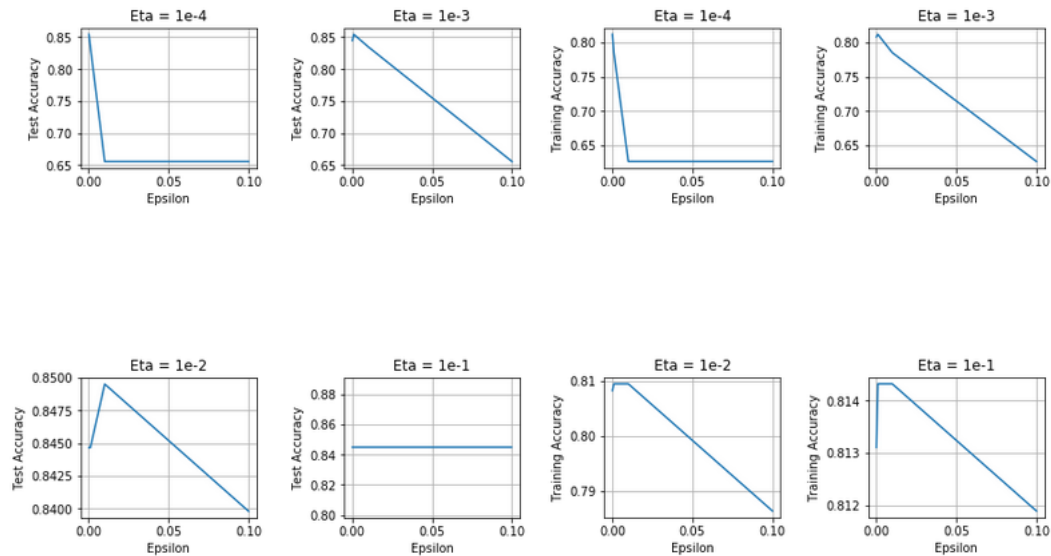 Eta = 1e-4
Test Accuracy
0.85
0.80
0.75
0.70
0.65
0.00 0.05 0.10
Epsilon
Eta = 1e-3
Test Accuracy
0.85
0.80
0.75
0.70
0.65
0.00 0.05 0.10
Epsilon
Eta = 1e-4
Training Accuracy
0.80
0.75
0.70
0.65
0.00 0.05 0.10
Epsilon
Eta = 1e-3
Training Accuracy
0.80
0.75
0.70
0.65
0.00 0.05 0.10
Epsilon
Eta = 1e-2
Test Accuracy
0.8500
0.8475
0.8450
0.8425
0.8400
0.00 0.05 0.10
Epsilon
Eta = 1e-1
Test Accuracy
0.88
0.86
0.84
0.82
0.80
0.00 0.05 0.10
Epsilon
Eta = 1e-2
Training Accuracy
0.81
0.80
0.79
0.00 0.05 0.10
Epsilon
Eta = 1e-1
Training Accuracy
0.814
0.813
0.812
0.00 0.05 0.10
Epsilon